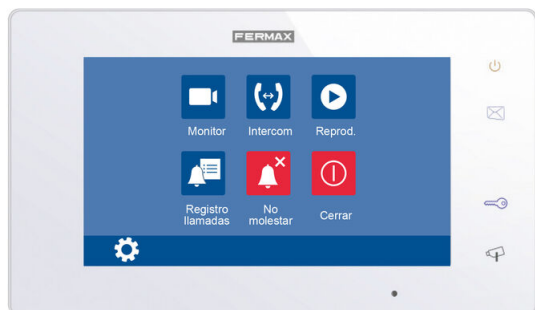 FERMAX
Monitor
Intercom
Reprod.
Registro
llamadas
No
molestar
Cerrar